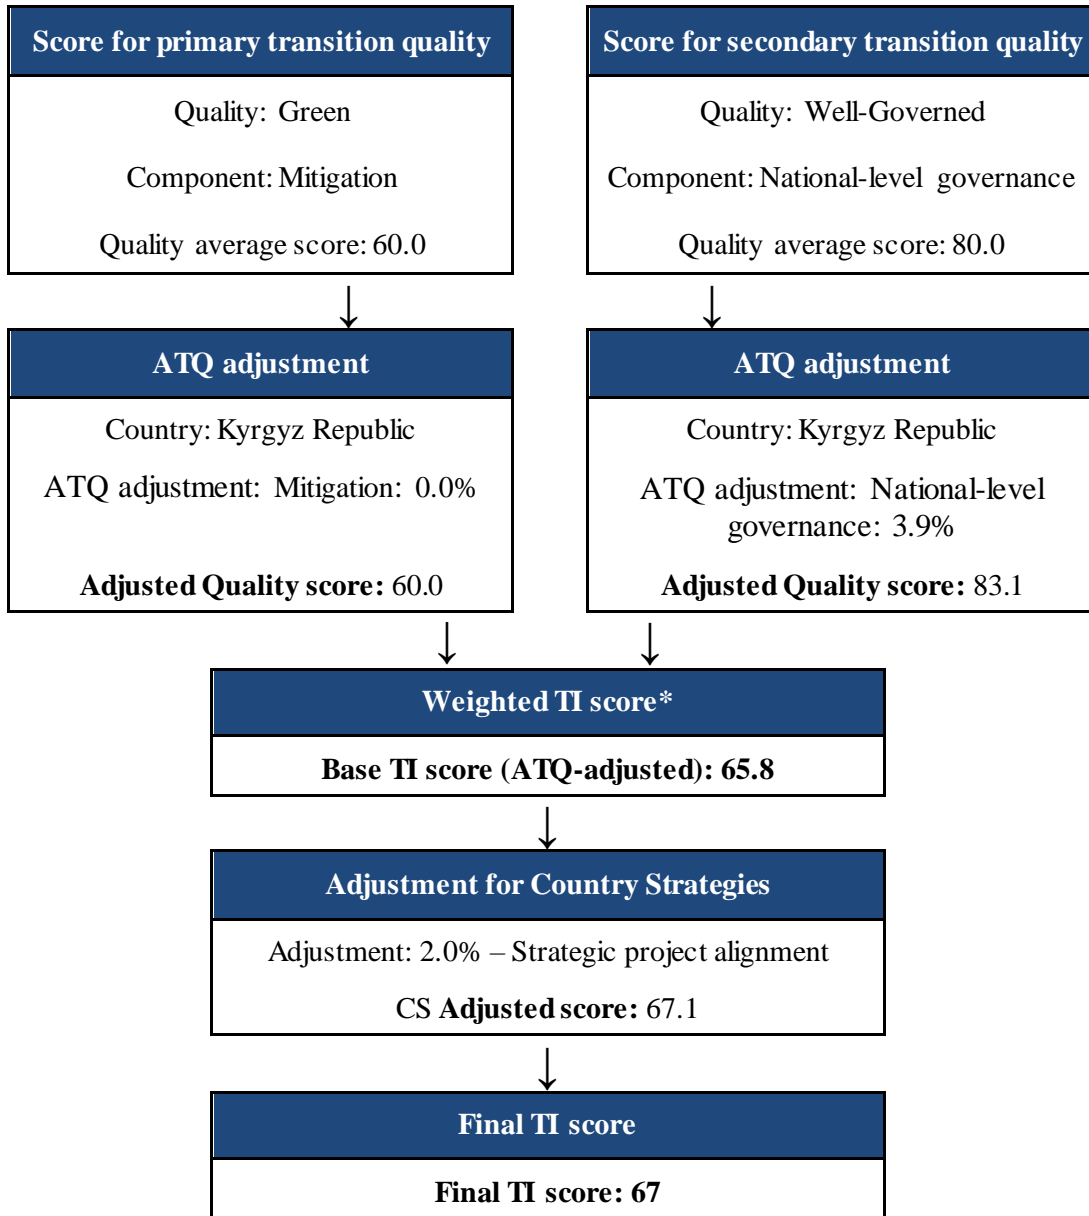 Score for primary transition quality
Quality: Green
Component: Mitigation
Quality average score: 60.0
Score for secondary transition quality
Quality: Well-Governed
Component: National-level governance
Quality average score: 80.0
ATQ adjustment
Country: Kyrgyz Republic
ATQ adjustment: Mitigation: 0.0%
Adjusted Quality score: 60.0
ATQ adjustment
Country: Kyrgyz Republic
ATQ adjustment: National-level
governance: 3.9%
Adjusted Quality score: 83.1
Weighted TI score*
Base TI score (ATQ-adjusted): 65.8
Adjustment for Country Strategies
Adjustment: 2.0% – Strategic project alignment
CS Adjusted score: 67.1
Final TI score
Final TI score: 67